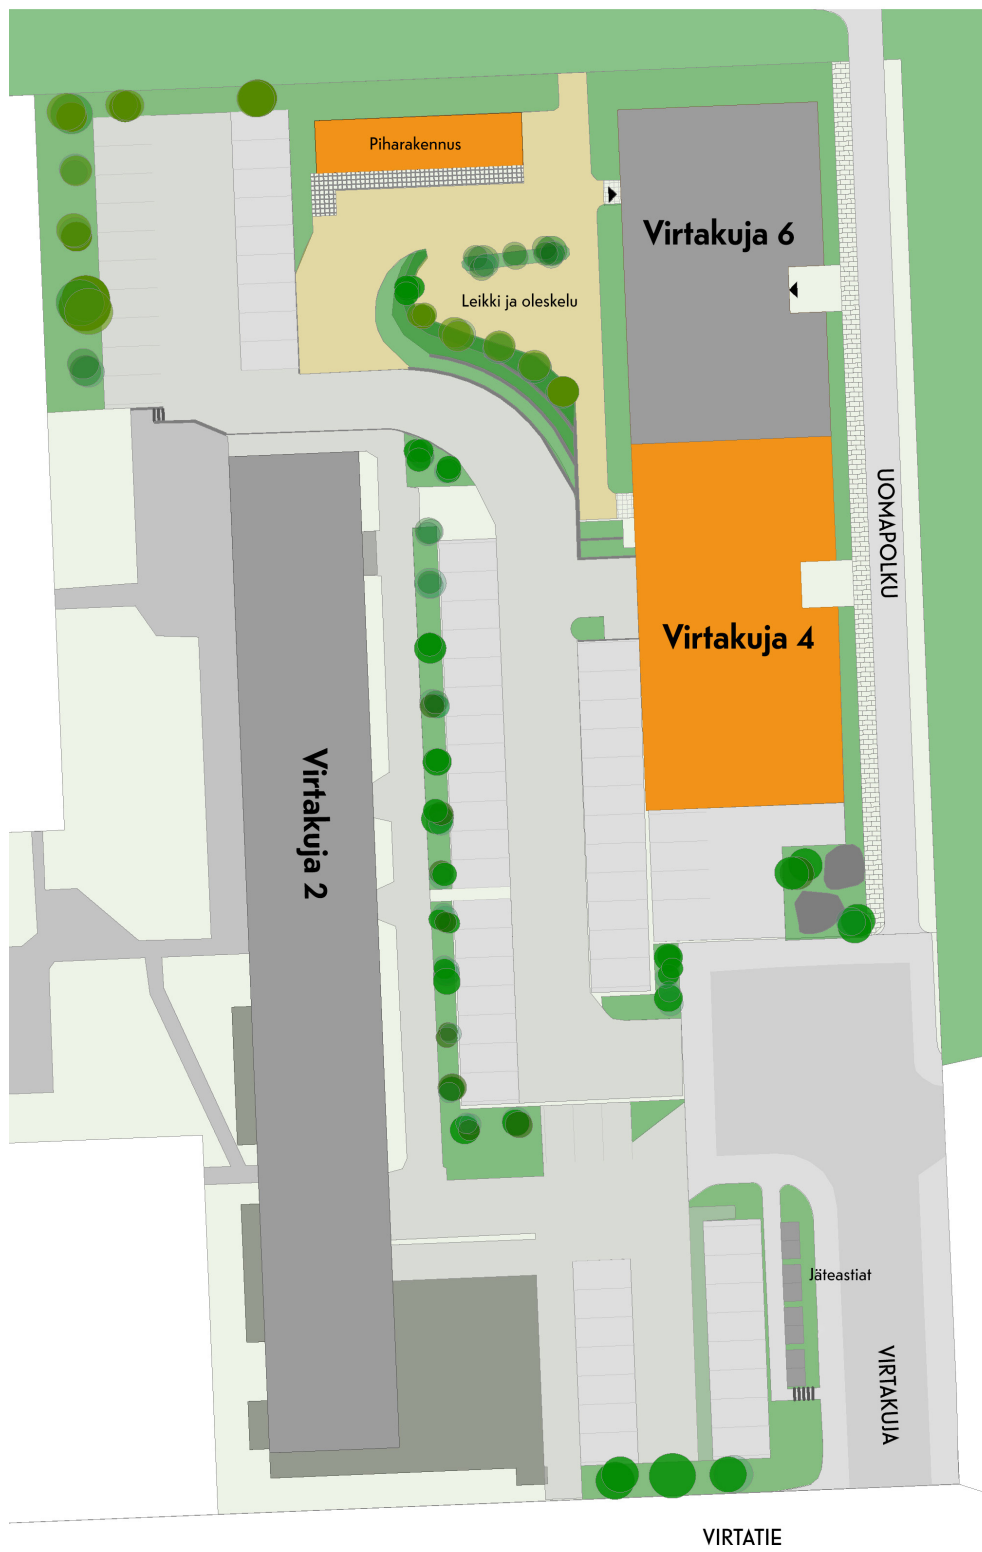 Piharakennus
Virtakuja 6
Leikki ja oleskelu
UOMAPOLKU
Virtakuja 4
Virtakuja 2
Jäteastiat
VIRTAKUJA
VIRTATIE